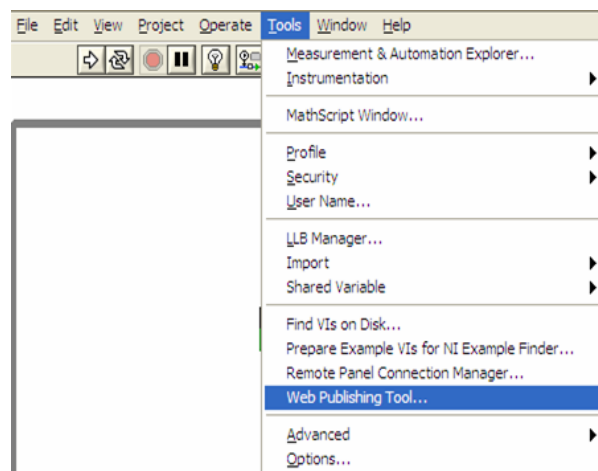 File Edit View Project Operate Tools Window Help
Measurement & Automation Explorer...
Instrumentation
MathScript Window...
Profile
Security
User Name...
LLB Manager...
Import
Shared Variable
Find VIs on Disk...
Prepare Example VIs for NI Example Finder...
Remote Panel Connection Manager...
Web Publishing Tool...
Advanced
Options...